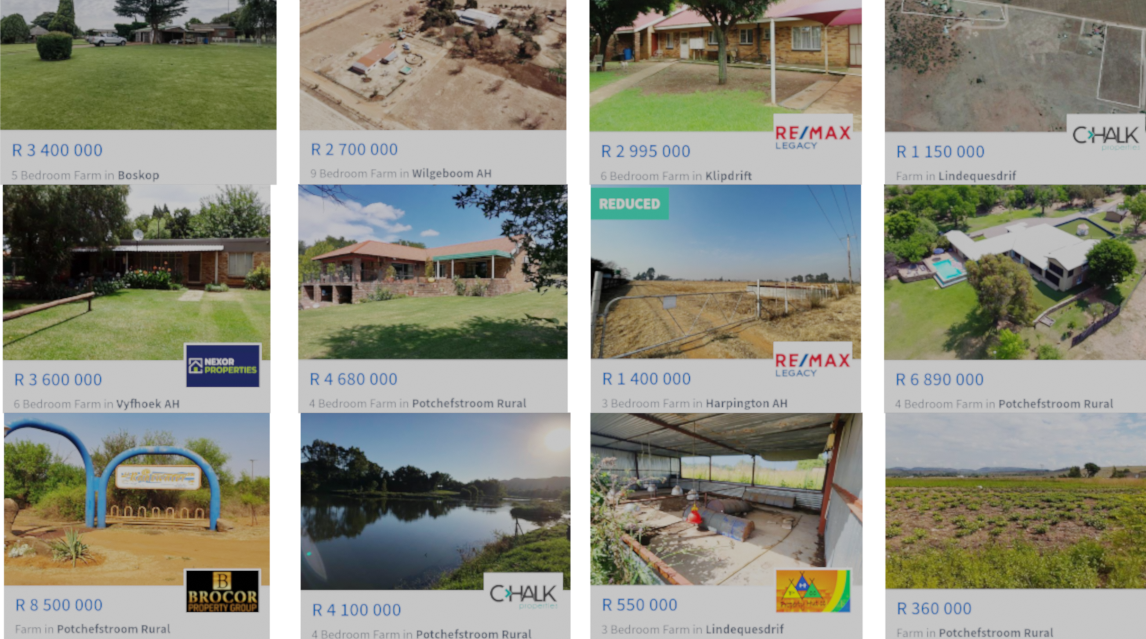 RE/MAX
LEGACY
CHALK
properties
R 3 400 000
R 2 700 000
R 2 995 000
R 1 150 000
5 Bedroom Farm in Boskop
9 Bedroom Farm in Wilgeboom AH
6 Bedroom Farm in Klipdrift
Farm in Lindequesdrif
REDUCED
NEXOR
PROPERTIES
RE/MAX
LEGACY
R 3 600 000
R 4 680 000
R 1 400 000
R 6 890 000
6 Bedroom Farm in Vyfhoek AH
4 Bedroom Farm in Potchefstroom Rural
3 Bedroom Farm in Harpington AH
4 Bedroom Farm in Potchefstroom Rural
B
BROCOR
PROPERTY GROUP
CHALK
properties
R 8 500 000
R 4 100 000
R 550 000
R 360 000
Farm in Potchefstroom Rural
4 Bedroom Farm in Potchefstroom Rural
3 Bedroom Farm in Lindequesdrif
Farm in Potchefstroom Rural